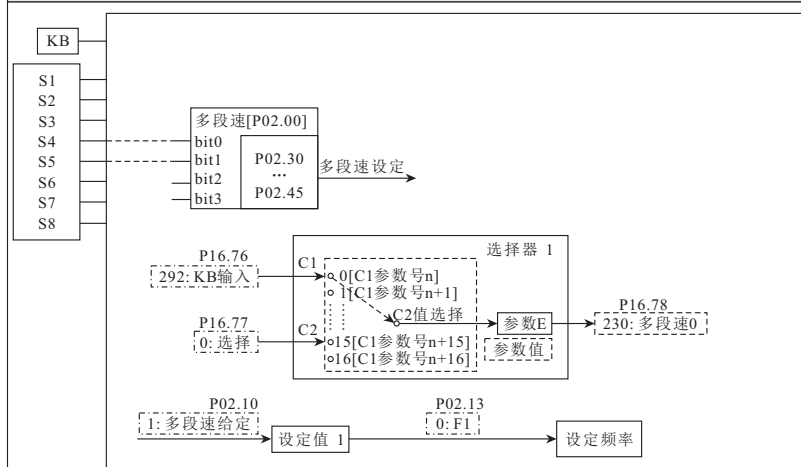 KB
S1
S2
S3
S4
S5
S6
S7
S8
多段速[P02.00]
bit0
bit1
bit2
bit3
P02.30
...
P02.45
多段速设定
选择器 1
P16.76
292: KB输入
C1
0[C1参数号n]
1[C1参数号n+1]
C2值选择
P16.77
0: 选择
C2
15[C1参数号n+15]
16[C1参数号n+16]
参数E
参数值
P16.78
230: 多段速0
P02.10
1: 多段速给定
设定值 1
P02.13
0: F1
设定频率